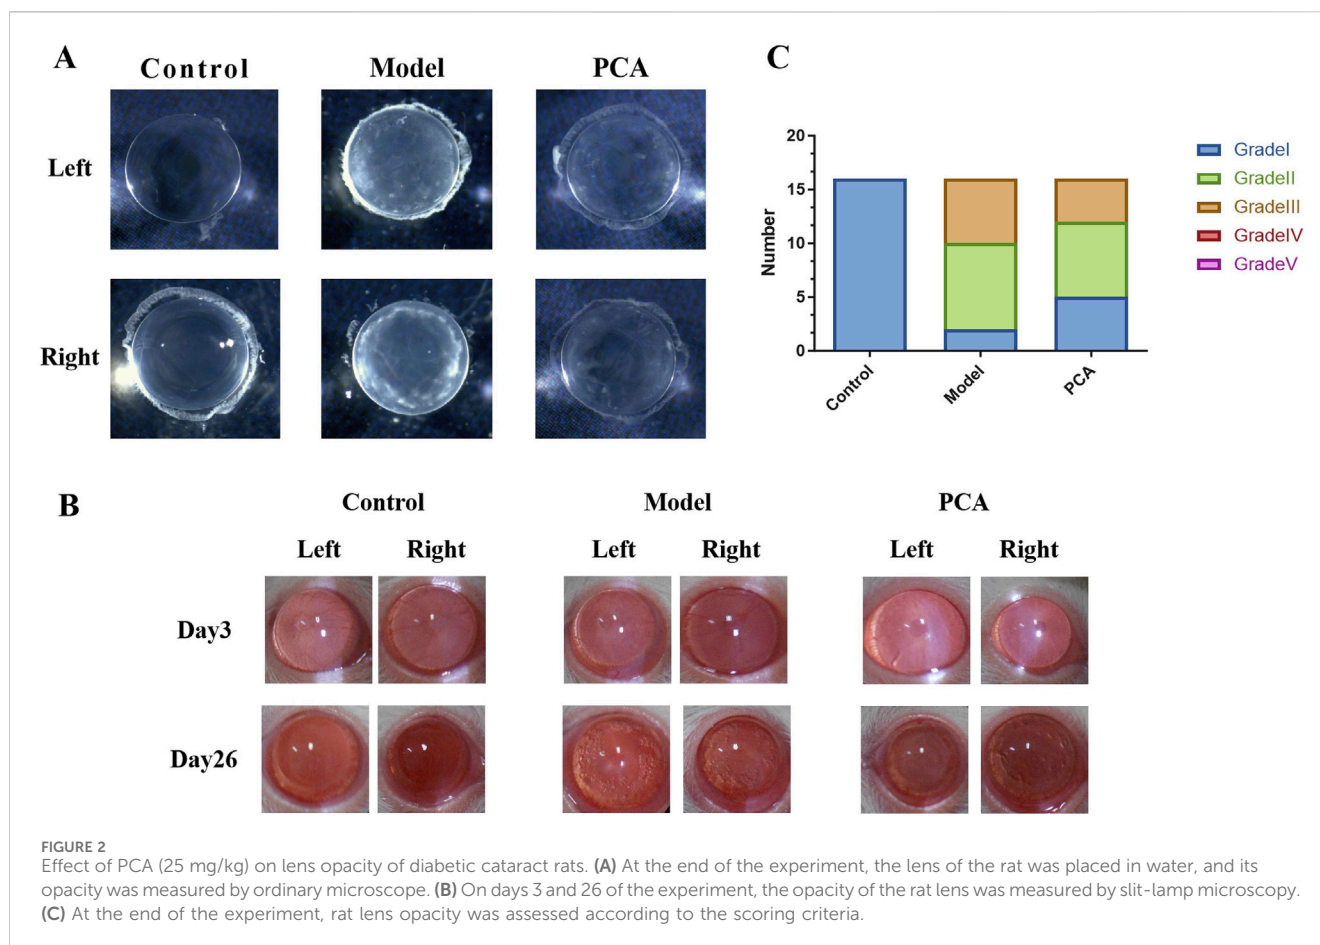 A
Control
Model
PCA
Left
Right
C
20
15
10
5
0
Number
Control
Model
PCA
GradeI
GradeII
GradeIII
GradeIV
GradeV
B
Control
Model
PCA
Left
Right
Left
Right
Left
Right
Day3
Day26
FIGURE 2
Effect of PCA (25 mg/kg) on lens opacity of diabetic cataract rats. (A) At the end of the experiment, the lens of the rat was placed in water, and its
opacity was measured by ordinary microscope. (B) On days 3 and 26 of the experiment, the opacity of the rat lens was measured by slit-lamp microscopy.
(C) At the end of the experiment, rat lens opacity was assessed according to the scoring criteria.